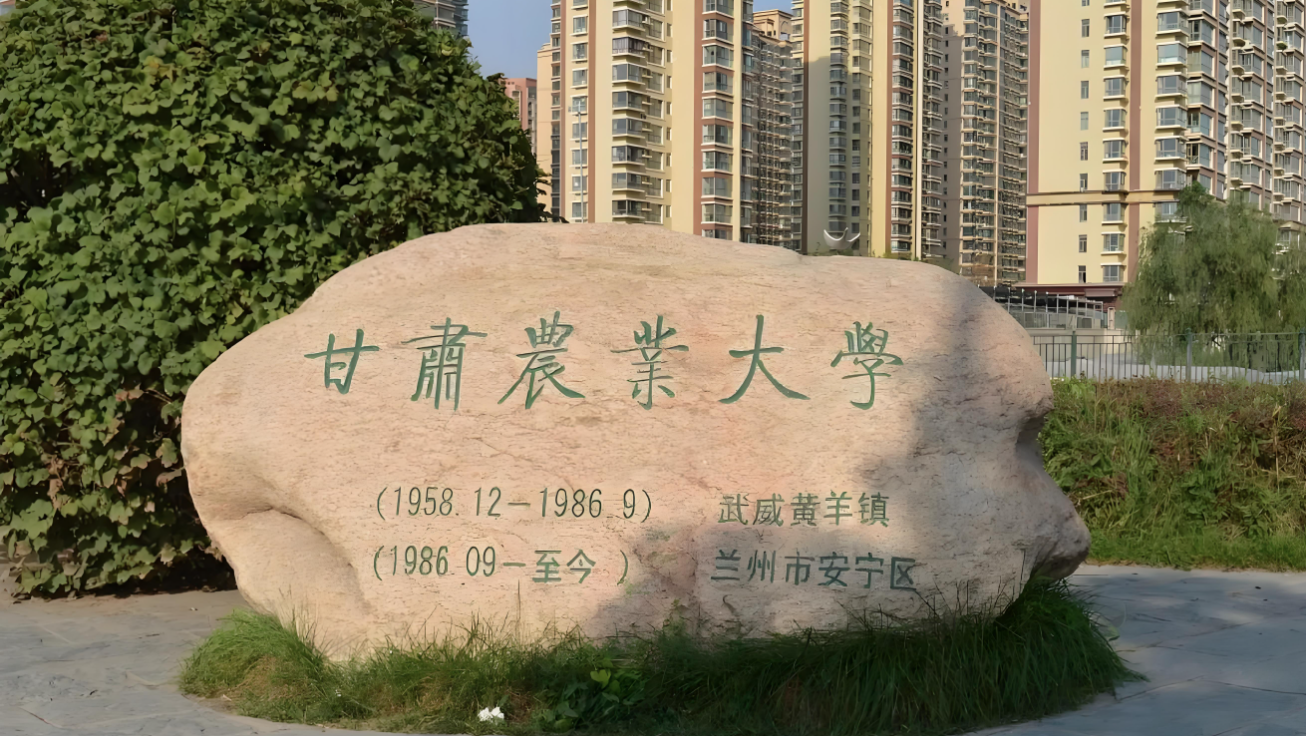 甘肅農業大學
(1958.12－1986.9) 武威黄羊镇
(1986.09－至今 ) 兰州市安宁区